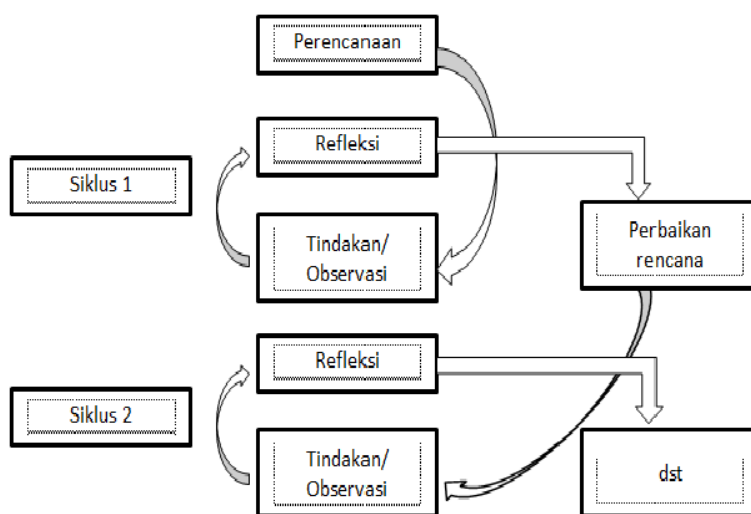 Perencanaan
Refleksi
Siklus 1
Tindakan/
Observasi
Perbaikan
rencana
Refleksi
Siklus 2
Tindakan/
Observasi
dst